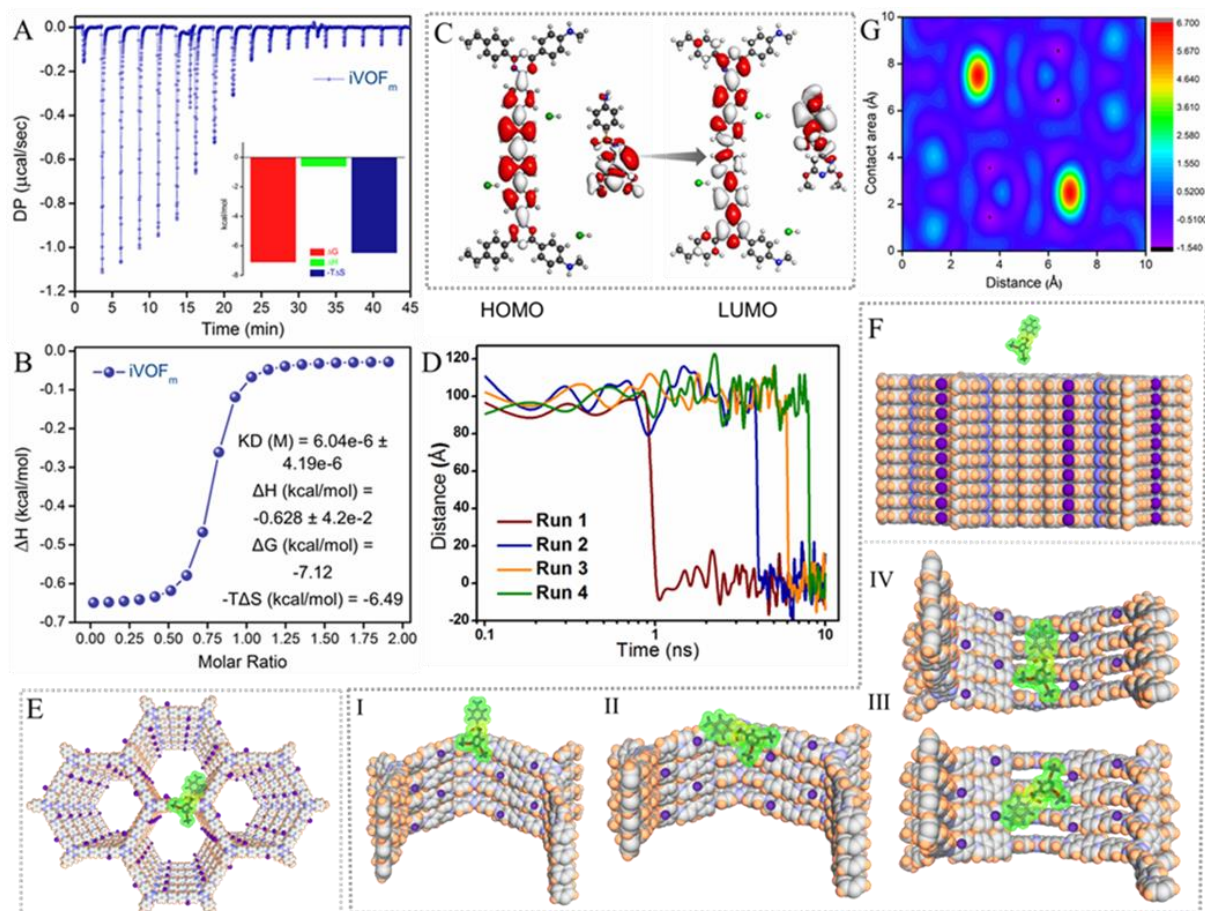 A
0.0
-0.2
-0.4
-0.6
-0.8
-1.0
-1.2
DP (μcal/sec)
iVOFm
kcal/mol
0
-2
-4
-6
-8
ΔG
ΔH
-TΔS
0 5 10 15 20 25 30 35 40 45
Time (min)
B
0.0
-0.1
-0.2
-0.3
-0.4
-0.5
-0.6
-0.7
ΔH (kcal/mol)
iVOFm
KD (M) = 6.04e-6 ±
4.19e-6
ΔH (kcal/mol) =
-0.628 ± 4.2e-2
ΔG (kcal/mol) =
-7.12
-TΔS (kcal/mol) = -6.49
0.00 0.25 0.50 0.75 1.00 1.25 1.50 1.75 2.00
Molar Ratio
C
HOMO
LUMO
D
120
100
80
60
40
20
0
-20
Distance (Å)
Run 1
Run 2
Run 3
Run 4
0.1 1 10
Time (ns)
G
10
8
6
4
2
0
Contact area (Å)
0 2 4 6 8 10
Distance (Å)
6.700
5.670
4.640
3.610
2.580
1.550
0.5200
-0.5100
-1.540
F
E
I
II
IV
III